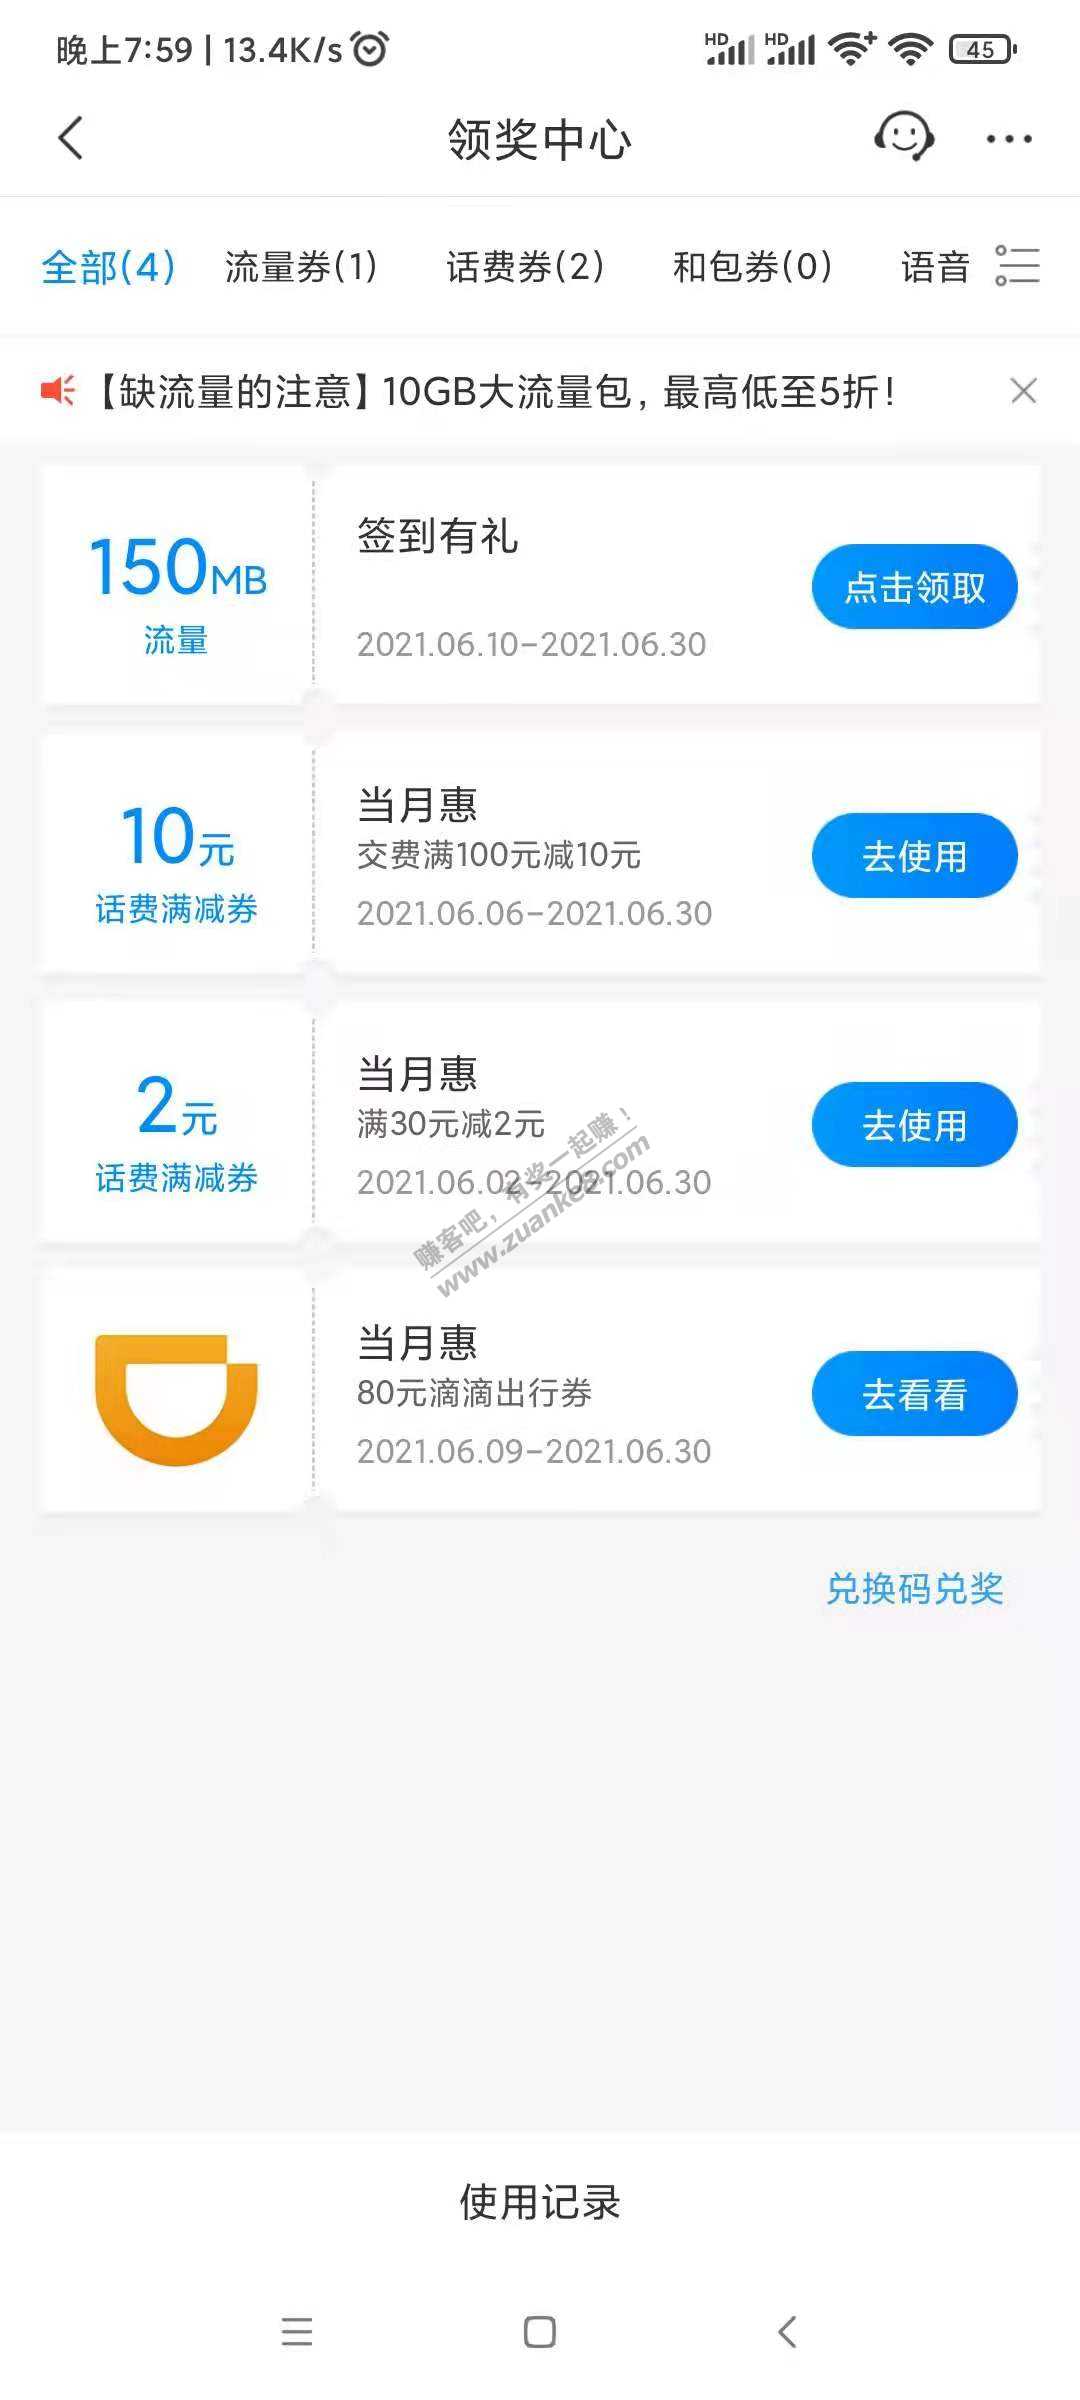 晚上7:59 | 13.4K/s
HD HD 45
领奖中心
全部(4) 流量券(1) 话费券(2) 和包券(0) 语音
【缺流量的注意】10GB大流量包，最高低至5折！
150MB
流量
签到有礼
2021.06.10-2021.06.30
点击领取
10元
话费满减券
当月惠
交费满100元减10元
2021.06.06-2021.06.30
去使用
2元
话费满减券
当月惠
满30元减2元
2021.06.02-2021.06.30
去使用
赚客吧，有奖一起赚！
www.zuanke8.com
当月惠
80元滴滴出行券
2021.06.09-2021.06.30
去看看
兑换码兑奖
使用记录